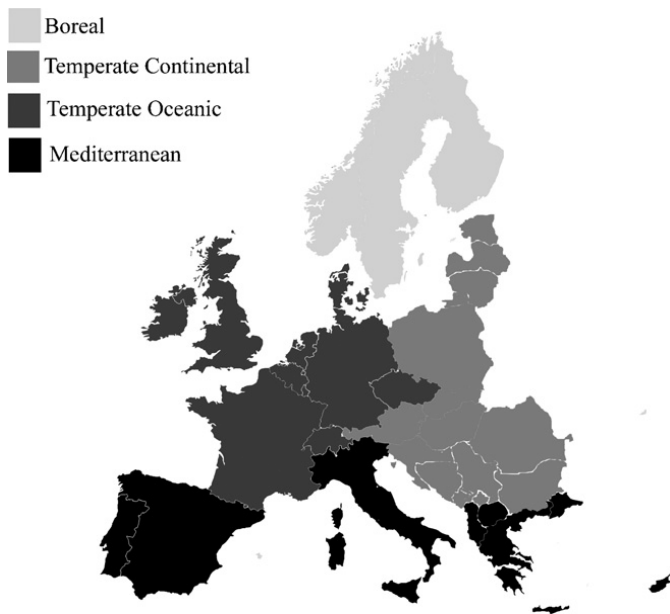 Boreal
Temperate Continental
Temperate Oceanic
Mediterranean